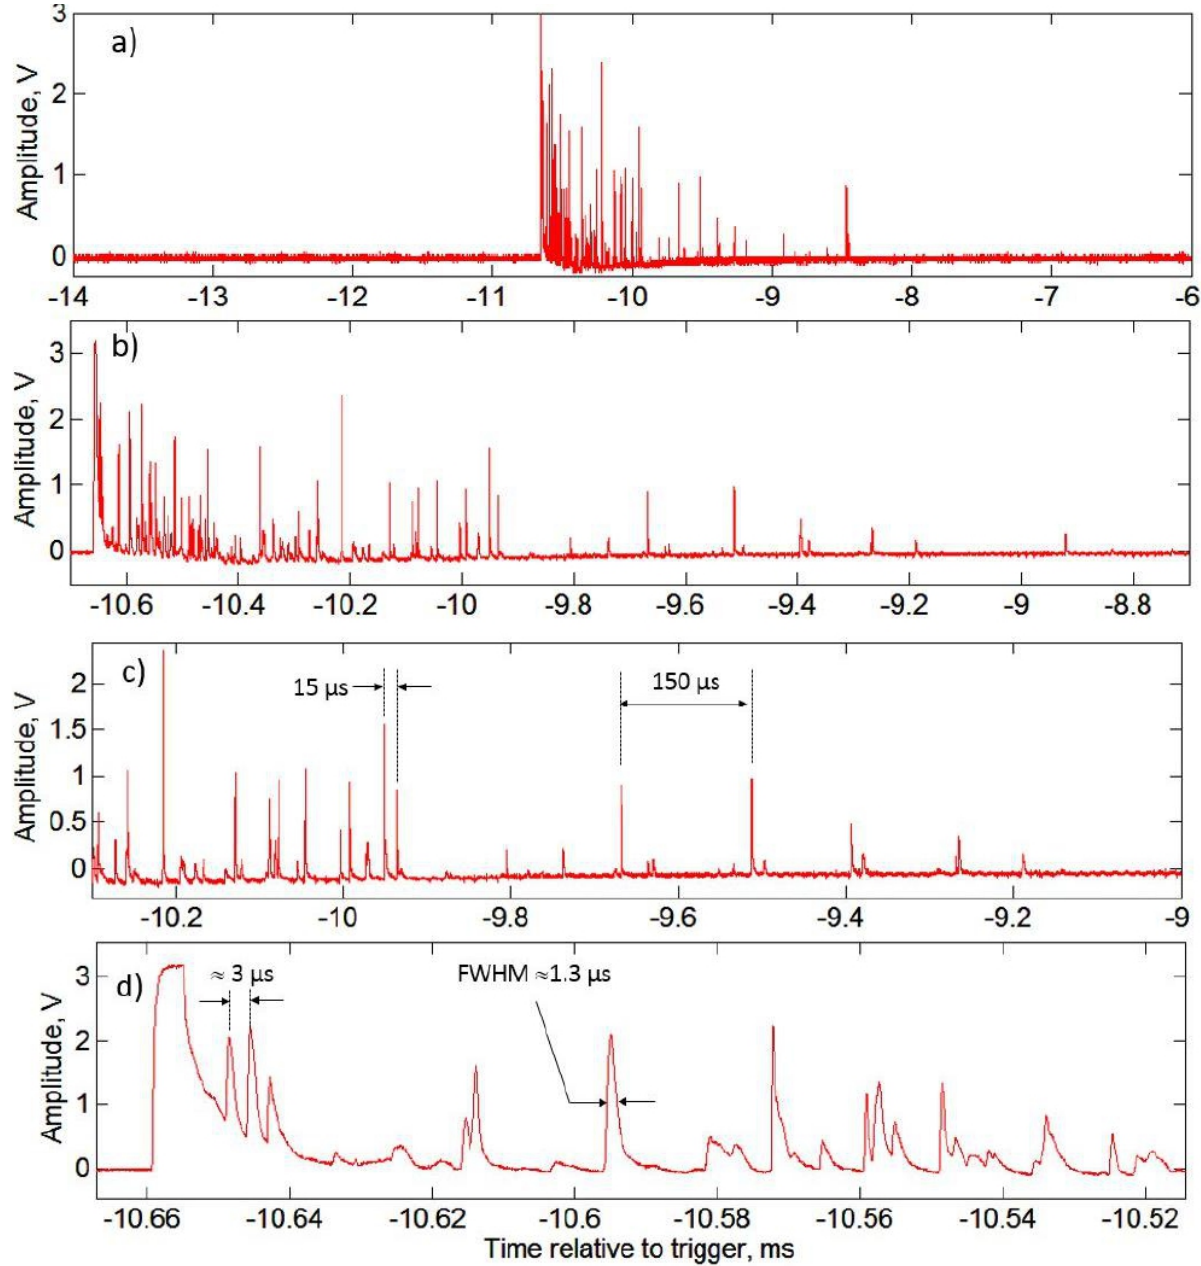 a)
Amplitude, V
3
2
1
0
-14 -13 -12 -11 -10 -9 -8 -7 -6
b)
Amplitude, V
3
2
1
0
-10.6 -10.4 -10.2 -10 -9.8 -9.6 -9.4 -9.2 -9 -8.8
c)
15 µs
150 µs
Amplitude, V
2
1.5
1
0.5
0
-10.2 -10 -9.8 -9.6 -9.4 -9.2 -9
d)
≈ 3 µs
FWHM ≈1.3 µs
Amplitude, V
3
2
1
0
-10.66 -10.64 -10.62 -10.6 -10.58 -10.56 -10.54 -10.52
Time relative to trigger, ms